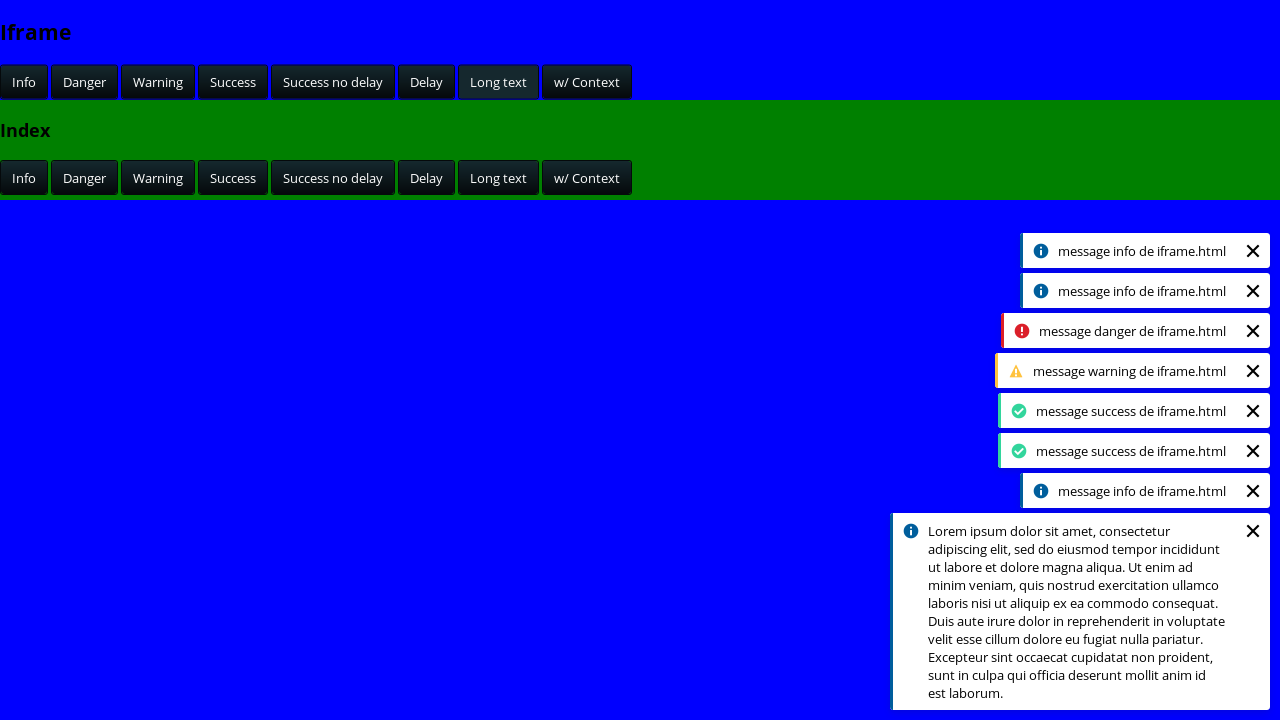 Iframe
Info Danger Warning Success Success no delay Delay Long text w/ Context
Index
Info Danger Warning Success Success no delay Delay Long text w/ Context
message info de iframe.html
message info de iframe.html
message danger de iframe.html
message warning de iframe.html
message success de iframe.html
message success de iframe.html
message info de iframe.html
Lorem ipsum dolor sit amet, consectetur
adipiscing elit, sed do eiusmod tempor incididunt
ut labore et dolore magna aliqua. Ut enim ad
minim veniam, quis nostrud exercitation ullamco
laboris nisi ut aliquip ex ea commodo consequat.
Duis aute irure dolor in reprehenderit in voluptate
velit esse cillum dolore eu fugiat nulla pariatur.
Excepteur sint occaecat cupidatat non proident,
sunt in culpa qui officia deserunt mollit anim id
est laborum.